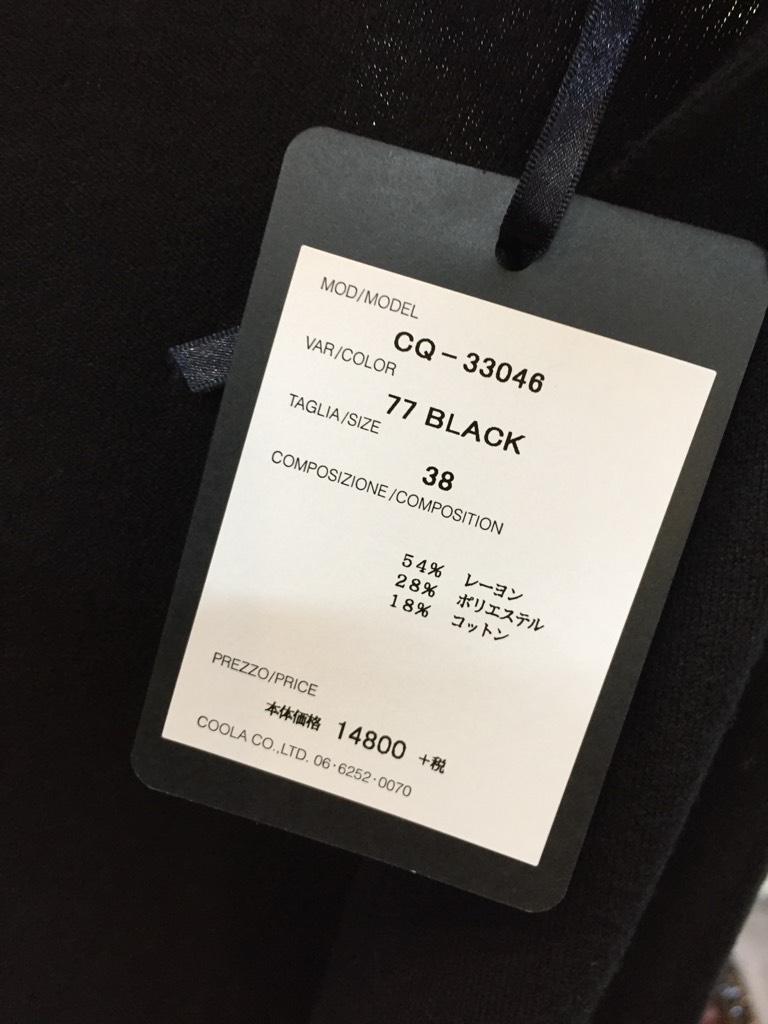 MOD/MODEL
CQ-33046
VAR/COLOR
77 BLACK
TAGLIA/SIZE
38
COMPOSIZIONE/COMPOSITION
54% レーヨン
28% ポリエステル
18% コットン
PREZZO/PRICE
本体価格 14800 +税
COOLA CO.,LTD. 06·6252·0070